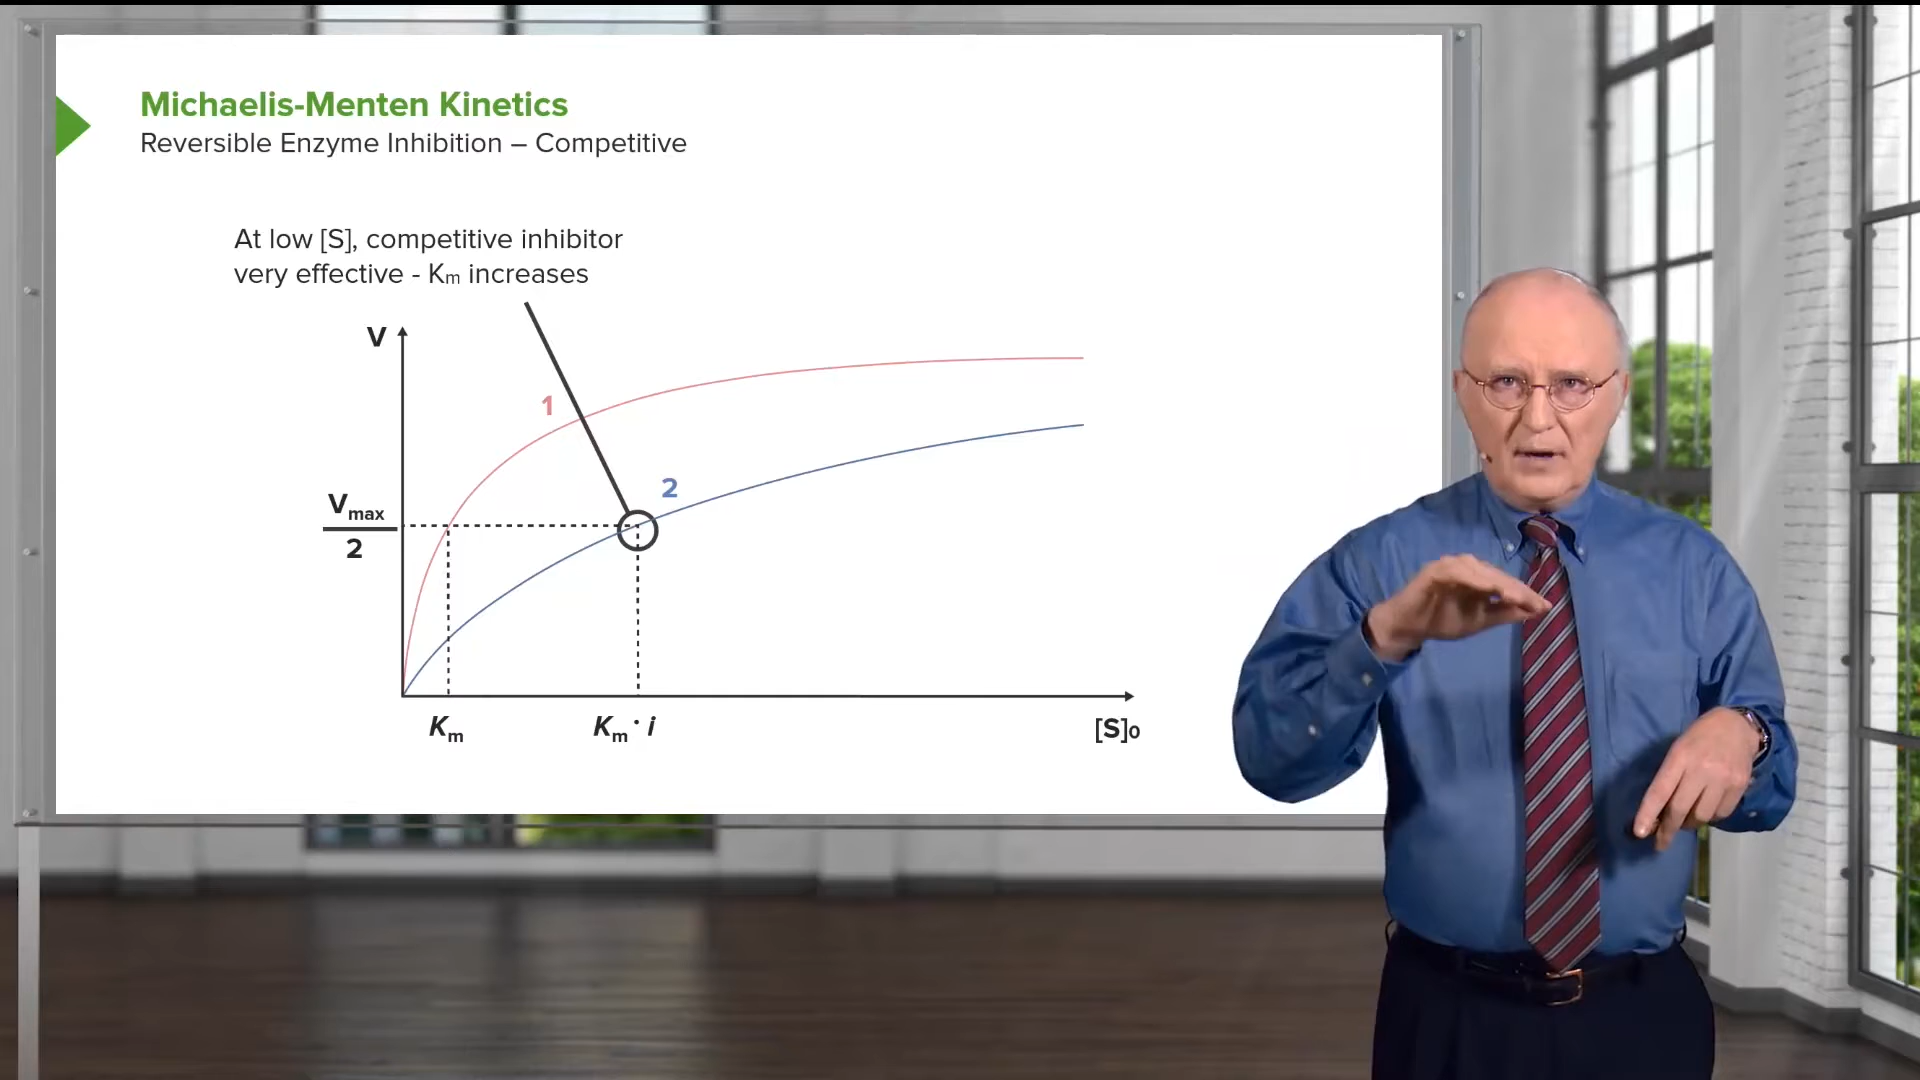 Michaelis-Menten Kinetics
Reversible Enzyme Inhibition – Competitive
At low [S], competitive inhibitor
very effective - Km increases
V
1
2
Vmax
2
Km
Km · i
[S]0